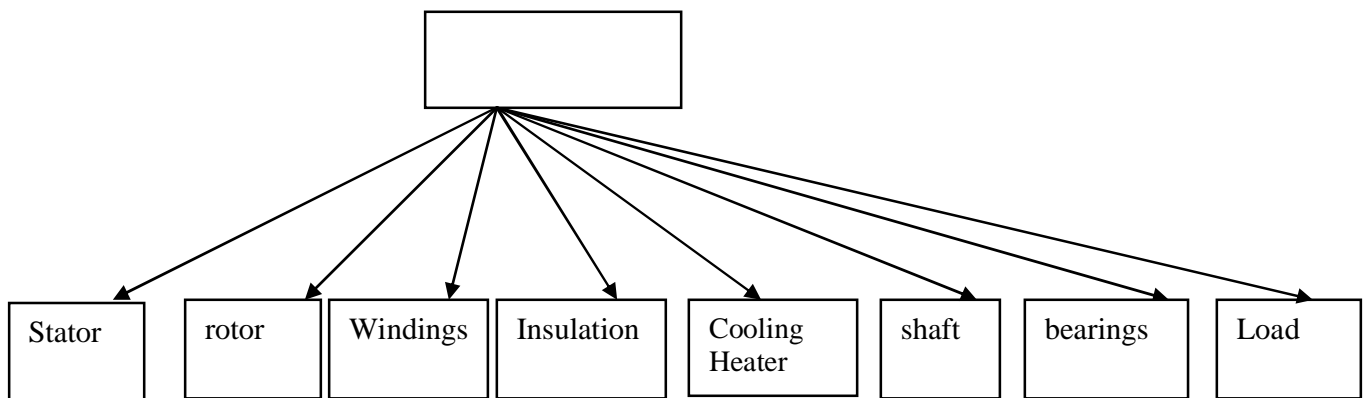 Stator
rotor
Windings
Insulation
Cooling
Heater
shaft
bearings
Load